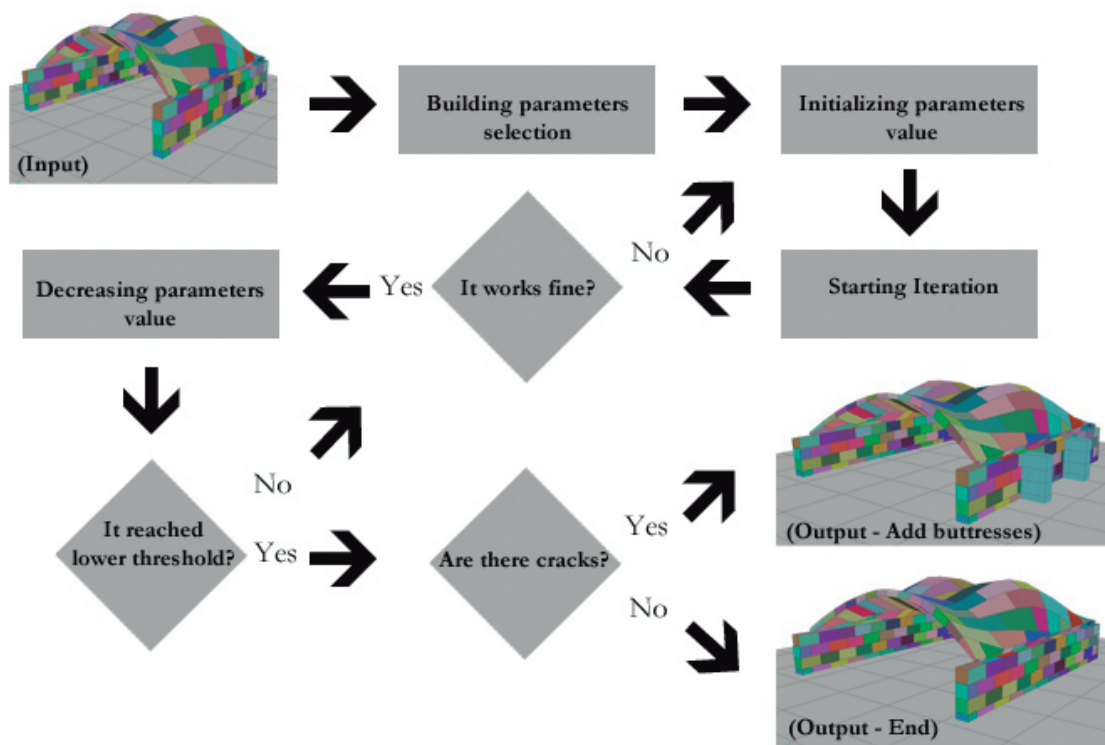 (Input)
Building parameters
selection
Initializing parameters
value
Starting Iteration
No
It works fine?
Yes
Decreasing parameters
value
It reached
lower threshold?
No
Yes
Are there cracks?
Yes
(Output - Add buttresses)
No
(Output - End)